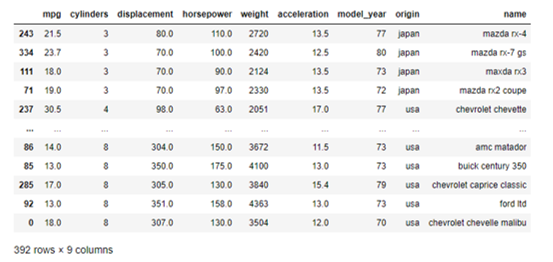 mpg cylinders displacement horsepower weight acceleration model_year origin name
243 21.5 3 80.0 110.0 2720 13.5 77 japan mazda rx-4
334 23.7 3 70.0 100.0 2420 12.5 80 japan mazda rx-7 gs
111 18.0 3 70.0 90.0 2124 13.5 73 japan maxda rx3
71 19.0 3 70.0 97.0 2330 13.5 72 japan mazda rx2 coupe
237 30.5 4 98.0 63.0 2051 17.0 77 usa chevrolet chevette
... ... ... ... ... ... ... ... ... ...
86 14.0 8 304.0 150.0 3672 11.5 73 usa amc matador
85 13.0 8 350.0 175.0 4100 13.0 73 usa buick century 350
285 17.0 8 305.0 130.0 3840 15.4 79 usa chevrolet caprice classic
92 13.0 8 351.0 158.0 4363 13.0 73 usa ford ltd
0 18.0 8 307.0 130.0 3504 12.0 70 usa chevrolet chevelle malibu
392 rows × 9 columns